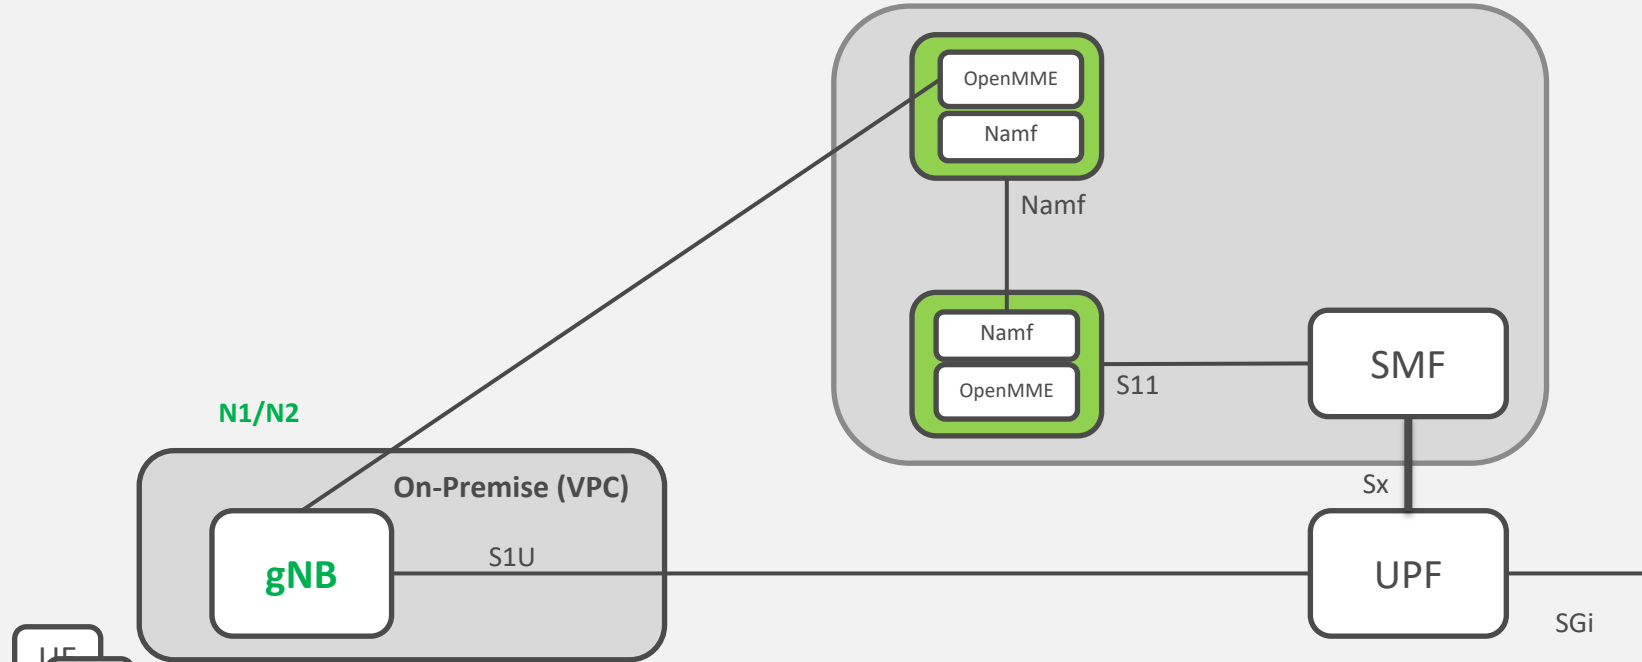 OpenMME
Namf
Namf
Namf
OpenMME
S11
SMF
N1/N2
On-Premise (VPC)
Sx
gNB
S1U
UPF
SGi